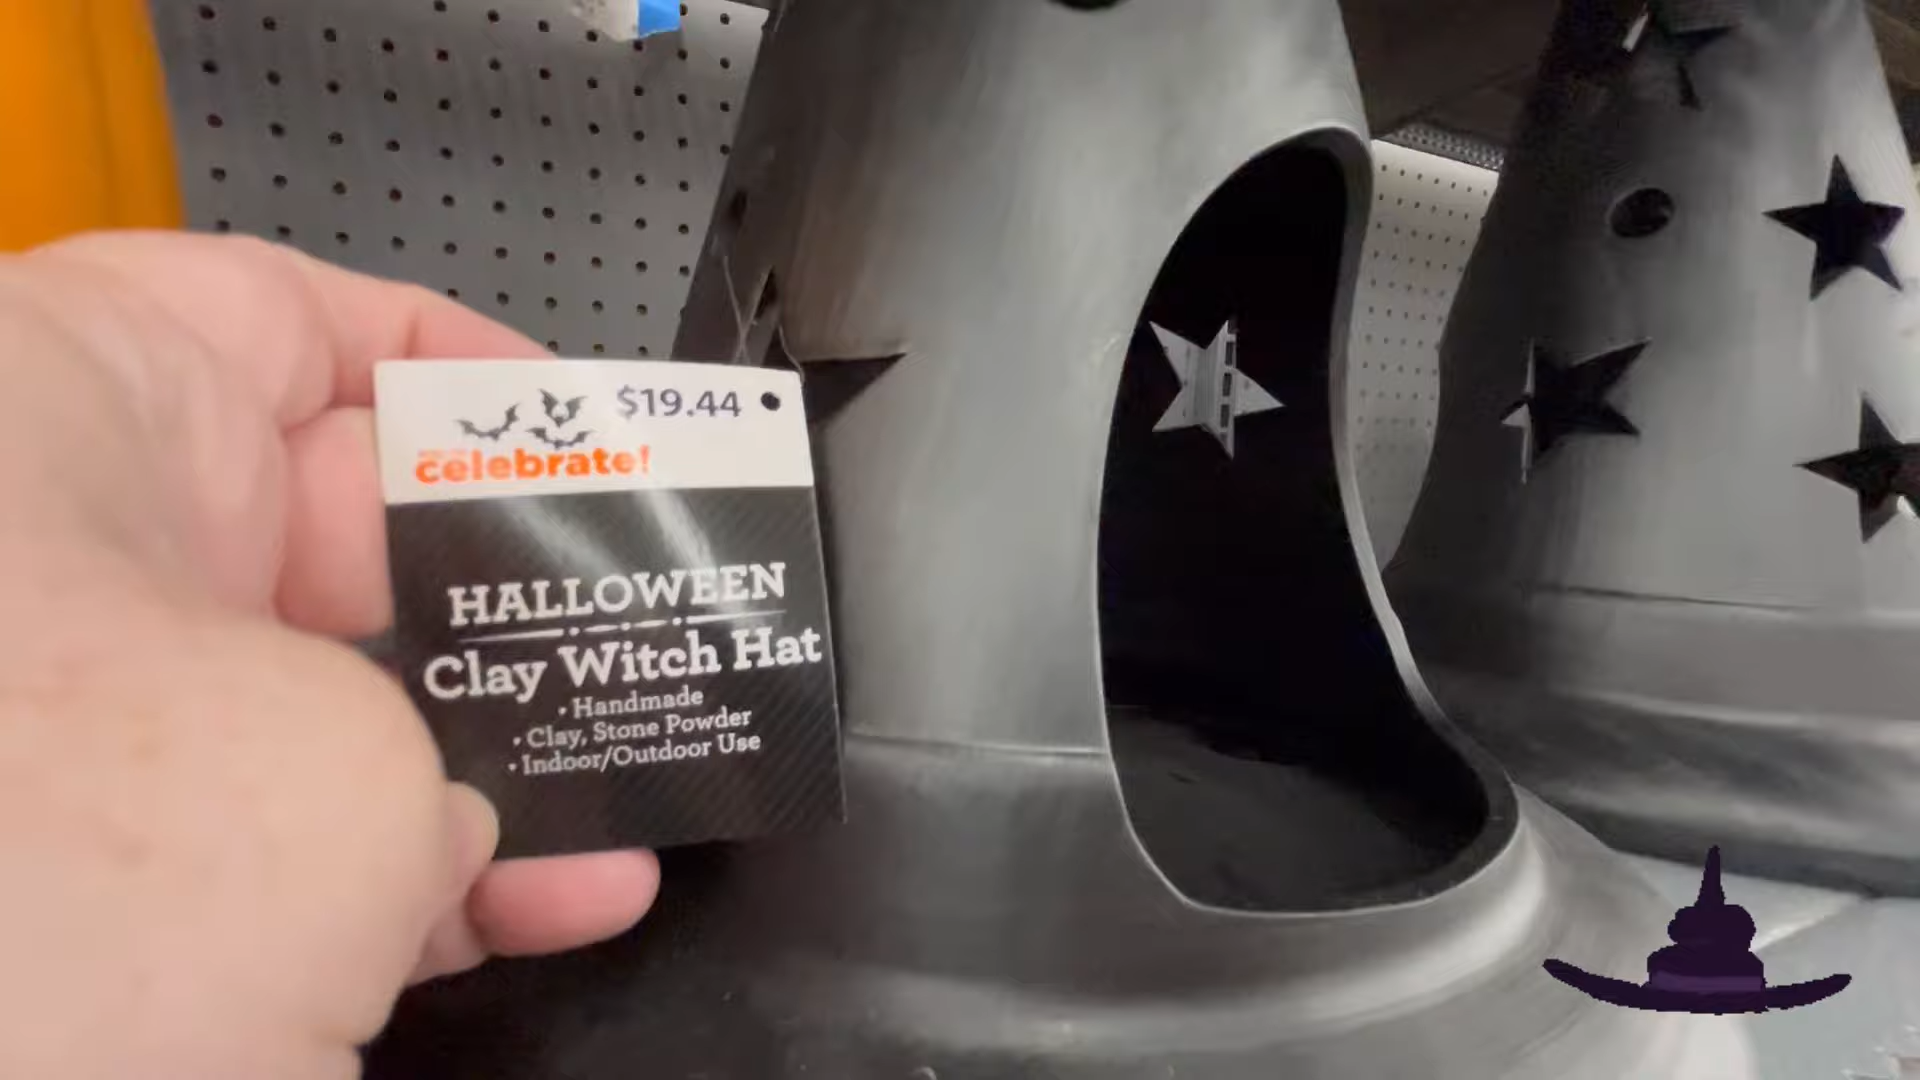 $19.44
celebrate!
HALLOWEEN
Clay Witch Hat
• Handmade
• Clay, Stone Powder
• Indoor/Outdoor Use